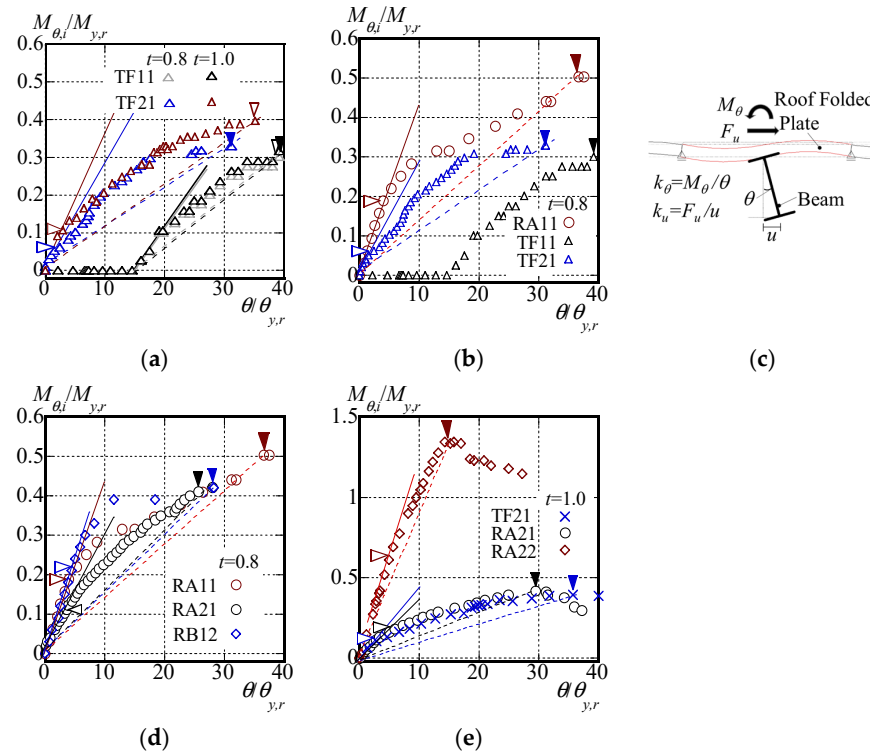 M_{θ,i}/M_{y,r}
0.6
0.5
0.4
0.3
0.2
0.1
0
t=0.8 t=1.0
TF11
TF21
0 10 20 30 40
θ/θ_{y,r}
(a)
M_{θ,i}/M_{y,r}
0.6
0.5
0.4
0.3
0.2
0.1
0
t=0.8
RA11
TF11
TF21
0 10 20 30 40
θ/θ_{y,r}
(b)
M_θ
Roof Folded
F_u
Plate
k_θ=M_θ/θ
θ
Beam
k_u=F_u/u
u
(c)
M_{θ,i}/M_{y,r}
0.6
0.5
0.4
0.3
0.2
0.1
0
t=0.8
RA11
RA21
RB12
0 10 20 30 40
θ/θ_{y,r}
(d)
M_{θ,i}/M_{y,r}
1.5
1
0.5
0
t=1.0
TF21
RA21
RA22
0 10 20 30 40
θ/θ_{y,r}
(e)